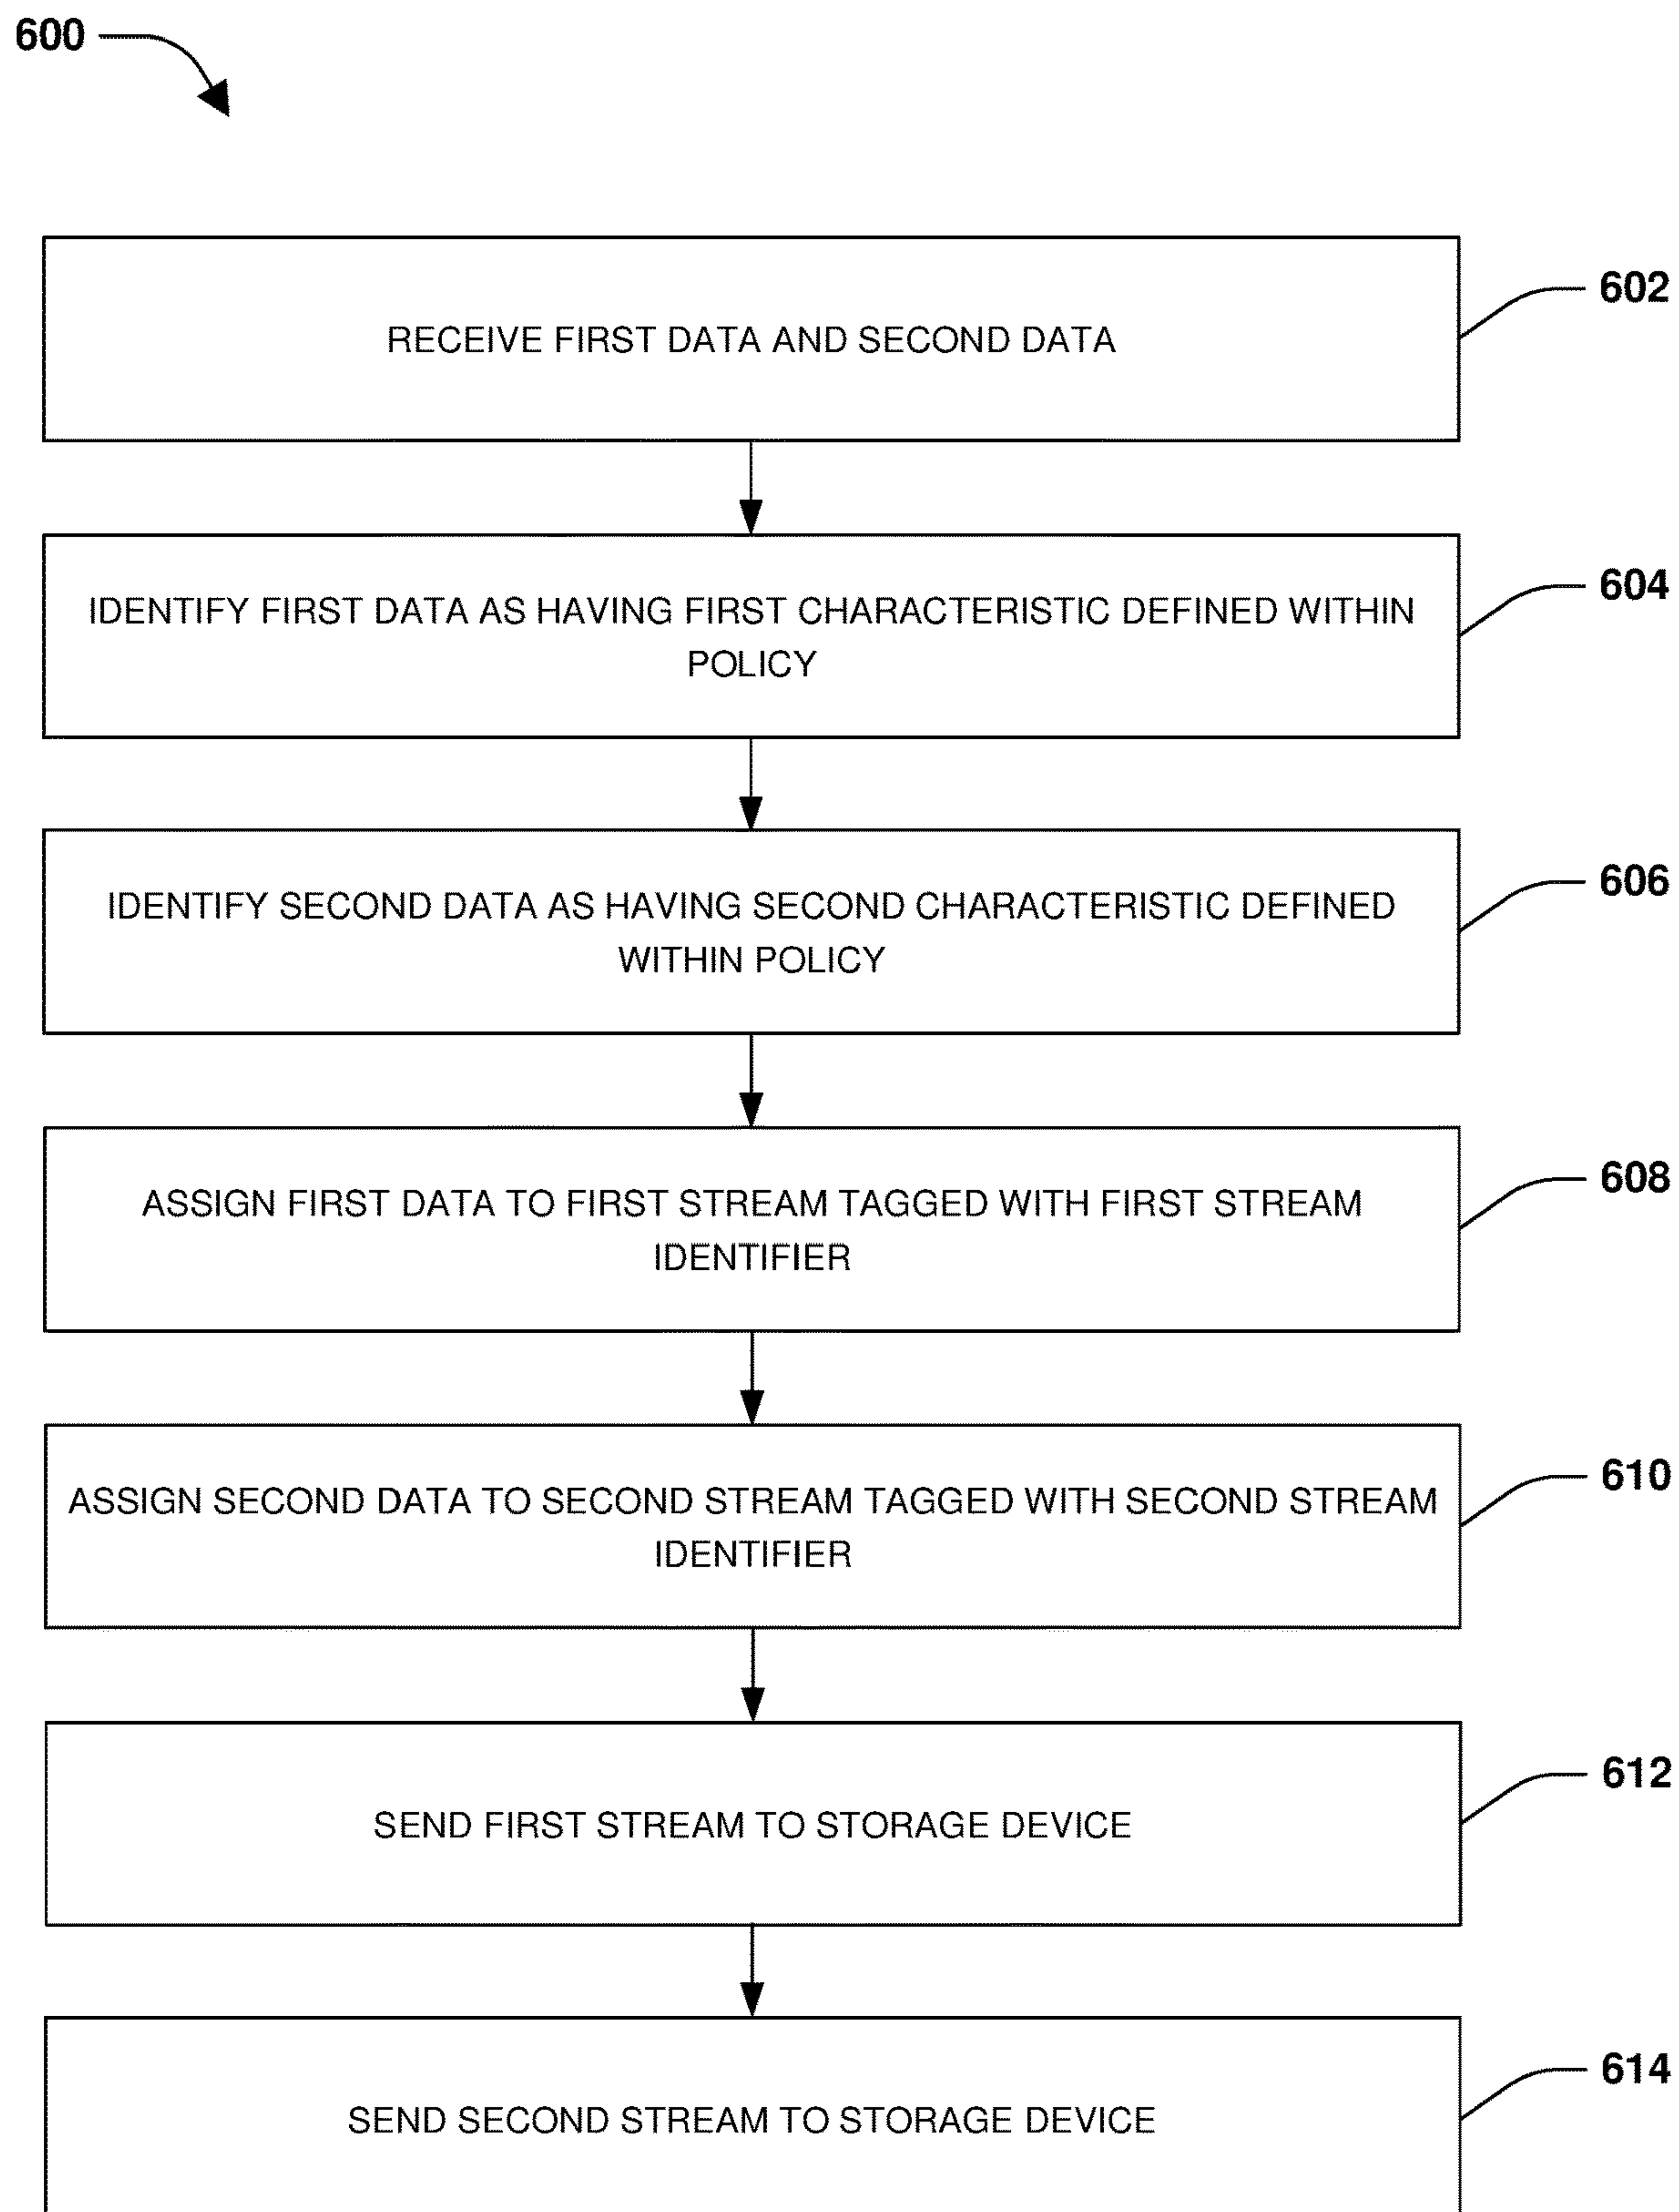 600
602
RECEIVE FIRST DATA AND SECOND DATA
604
IDENTIFY FIRST DATA AS HAVING FIRST CHARACTERISTIC DEFINED WITHIN
POLICY
606
IDENTIFY SECOND DATA AS HAVING SECOND CHARACTERISTIC DEFINED
WITHIN POLICY
608
ASSIGN FIRST DATA TO FIRST STREAM TAGGED WITH FIRST STREAM
IDENTIFIER
610
ASSIGN SECOND DATA TO SECOND STREAM TAGGED WITH SECOND STREAM
IDENTIFIER
612
SEND FIRST STREAM TO STORAGE DEVICE
614
SEND SECOND STREAM TO STORAGE DEVICE